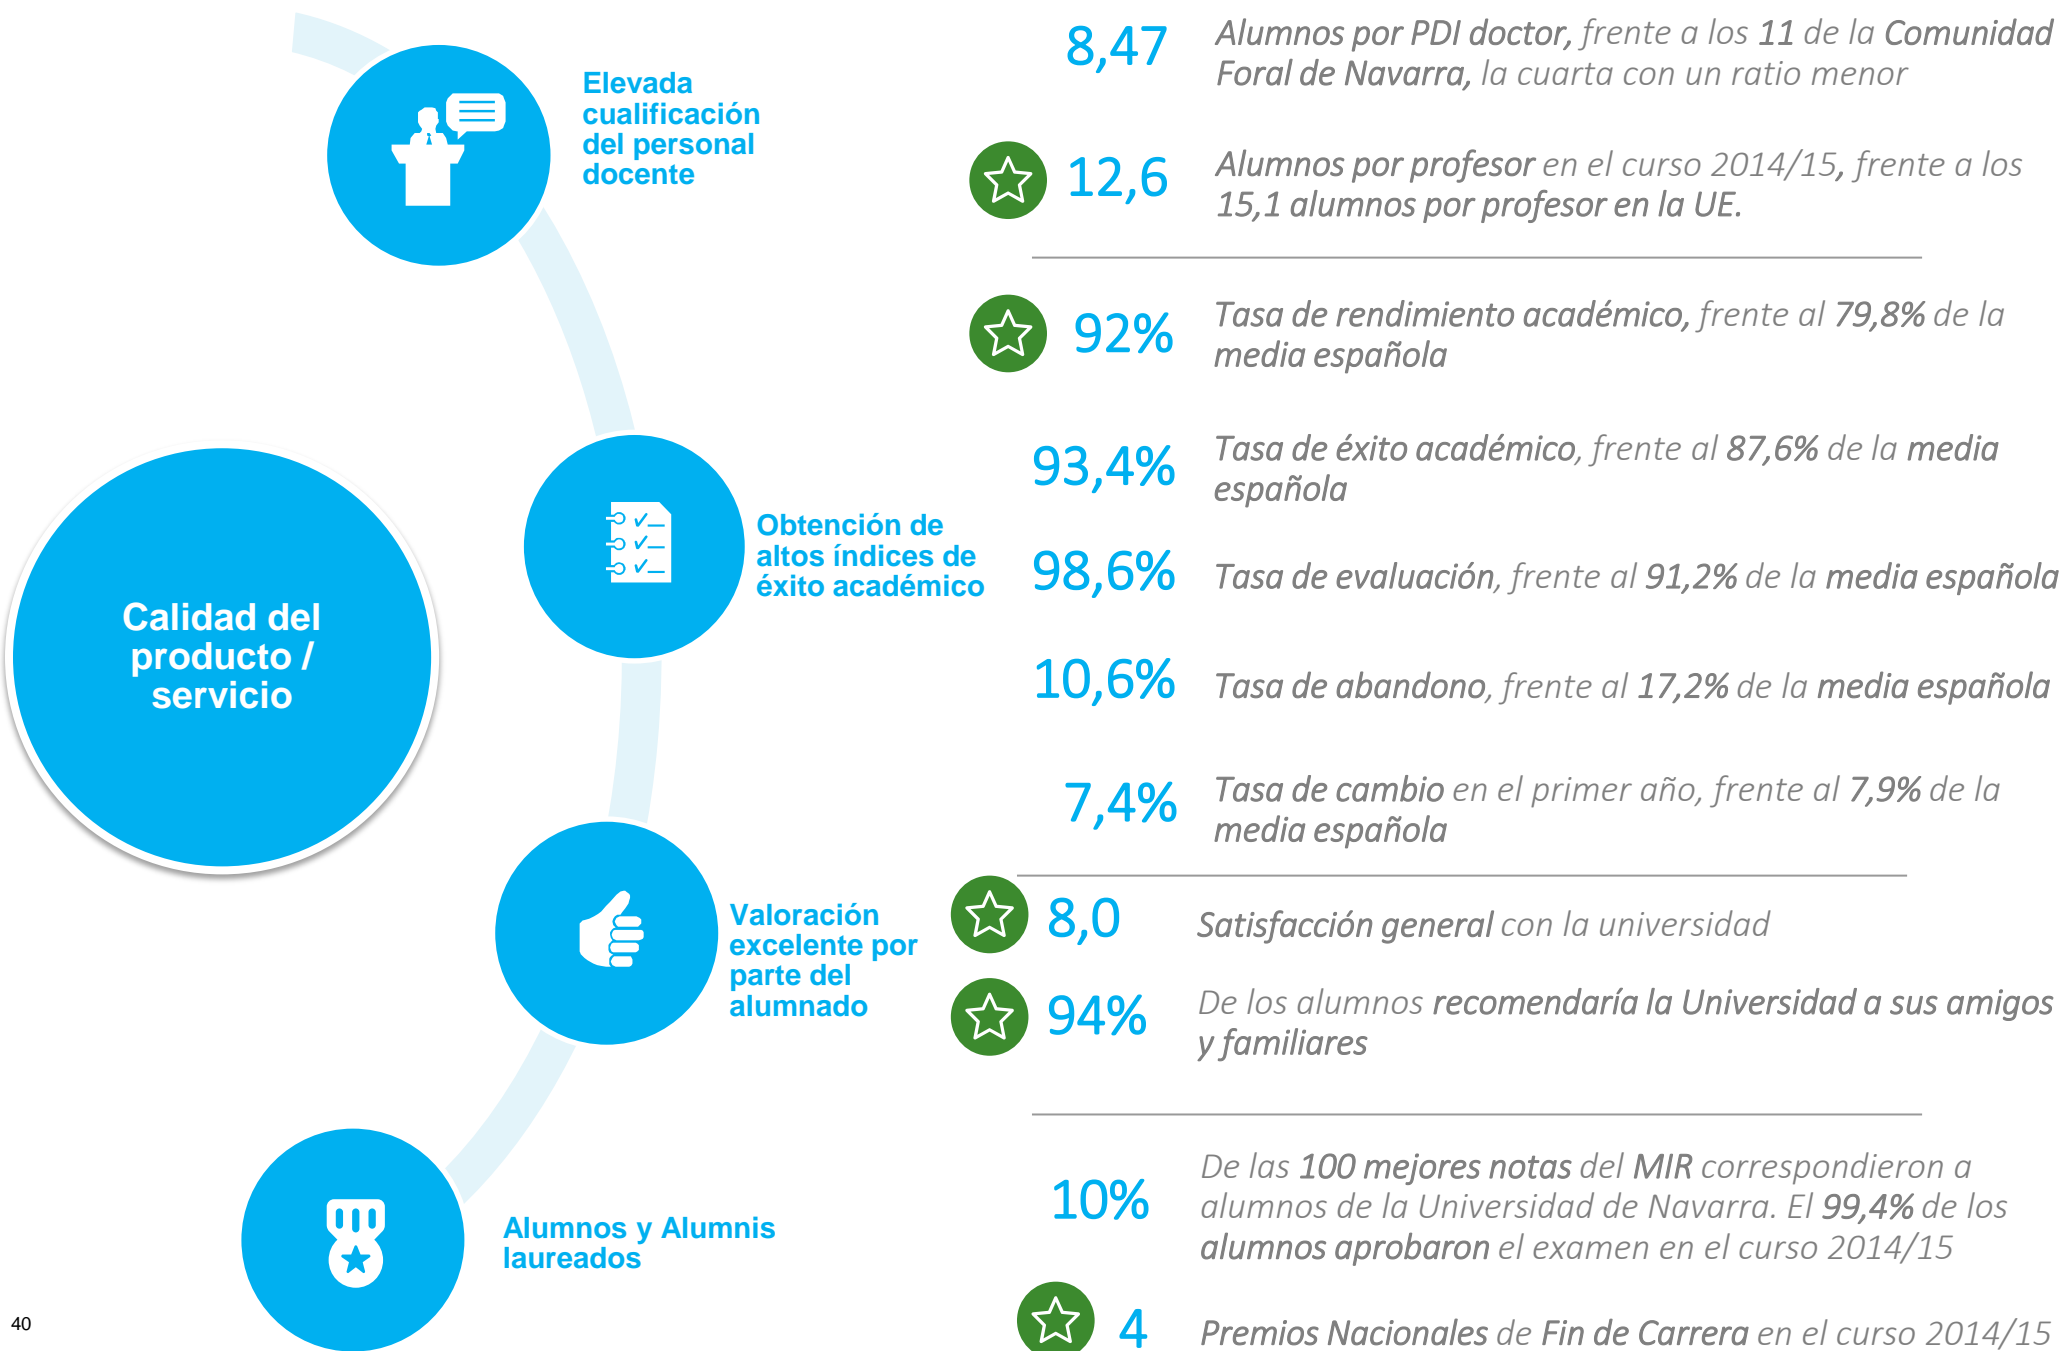 Calidad del
producto /
servicio
Elevada
cualificación
del personal
docente
8,47
Alumnos por PDI doctor, frente a los 11 de la Comunidad
Foral de Navarra, la cuarta con un ratio menor
12,6
Alumnos por profesor en el curso 2014/15, frente a los
15,1 alumnos por profesor en la UE.
Obtención de
altos índices de
éxito académico
92%
Tasa de rendimiento académico, frente al 79,8% de la
media española
93,4%
Tasa de éxito académico, frente al 87,6% de la media
española
98,6%
Tasa de evaluación, frente al 91,2% de la media española
10,6%
Tasa de abandono, frente al 17,2% de la media española
7,4%
Tasa de cambio en el primer año, frente al 7,9% de la
media española
Valoración
excelente por
parte del
alumnado
8,0
Satisfacción general con la universidad
94%
De los alumnos recomendaría la Universidad a sus amigos
y familiares
Alumnos y Alumnis
laureados
10%
De las 100 mejores notas del MIR correspondieron a
alumnos de la Universidad de Navarra. El 99,4% de los
alumnos aprobaron el examen en el curso 2014/15
4
Premios Nacionales de Fin de Carrera en el curso 2014/15
40